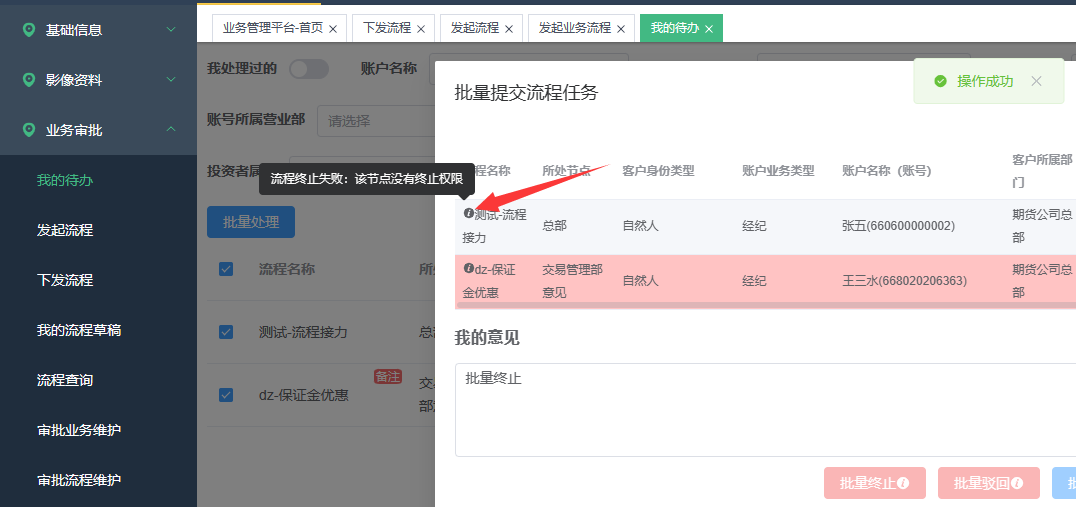 基础信息
影像资料
业务审批
我的待办
发起流程
下发流程
我的流程草稿
流程查询
审批业务维护
审批流程维护
业务管理平台-首页 下发流程 发起流程 发起业务流程 我的待办
我处理过的 账户名称
账号所属营业部 请选择
投资者属
批量处理
流程名称
测试-流程接力
dz-保证金优惠
备注
批量提交流程任务
操作成功
流程终止失败：该节点没有终止权限
程名称 所处节点 客户身份类型 账户业务类型 账户名称（账号） 客户所属部
门
测试-流程 总部 自然人 经纪 张五(660600000002) 期货公司总
接力 部
dz-保证 交易管理部 自然人 经纪 王三水(668020206363) 期货公司总
金优惠 意见 部
我的意见
批量终止
批量终止 批量驳回